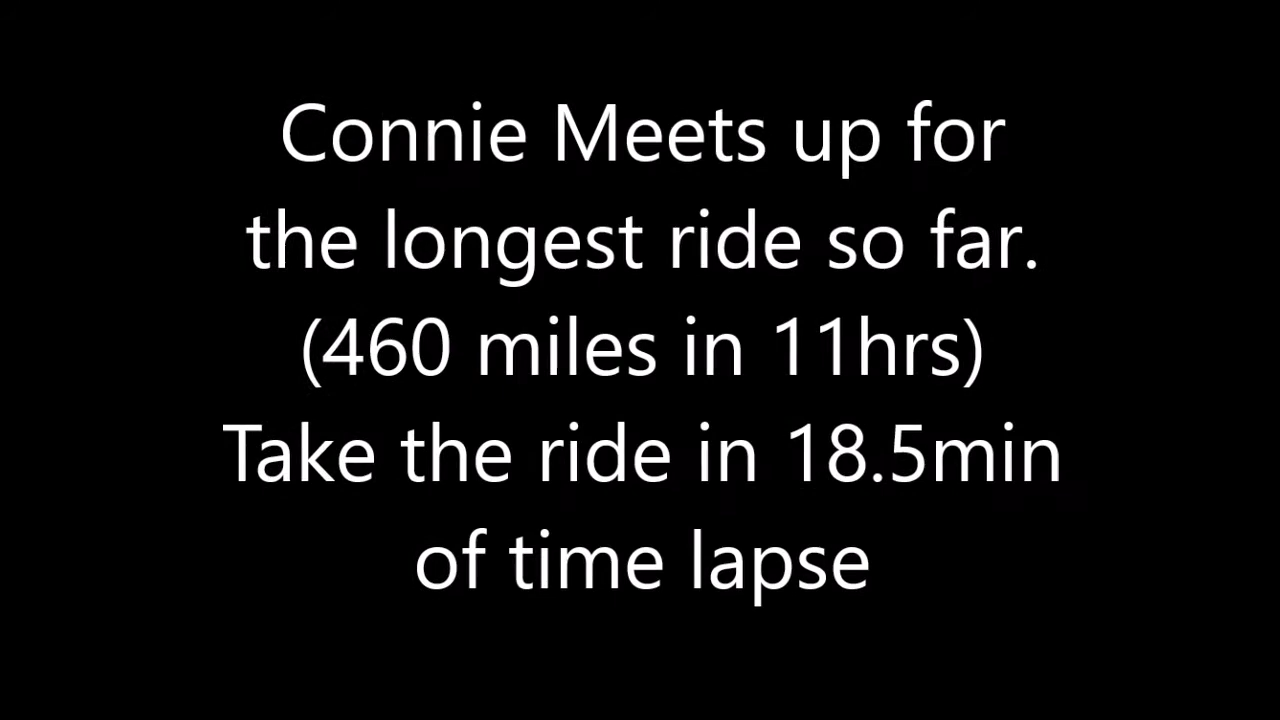 Connie Meets up for
the longest ride so far.
(460 miles in 11hrs)
Take the ride in 18.5min
of time lapse